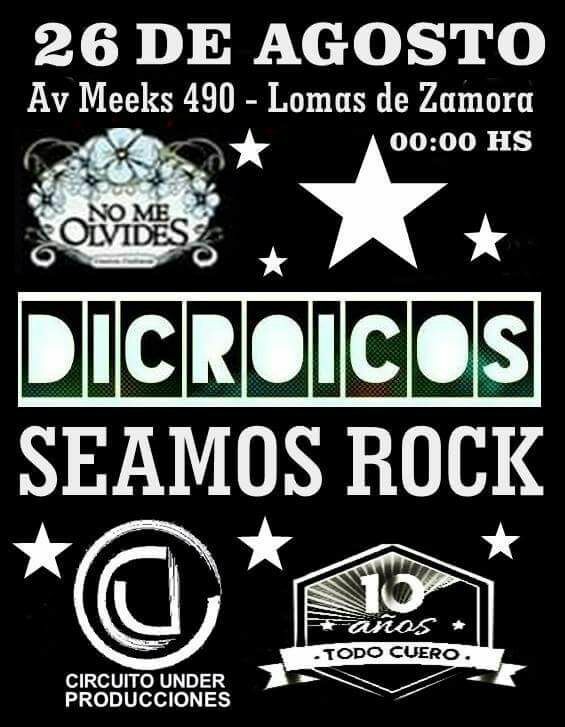 26 DE AGOSTO
Av Meeks 490 - Lomas de Zamora
00:00 HS
NO ME
OLVIDES
DICROICOS
SEAMOS ROCK
10
años
• TODO CUERO •
CIRCUITO UNDER
PRODUCCIONES